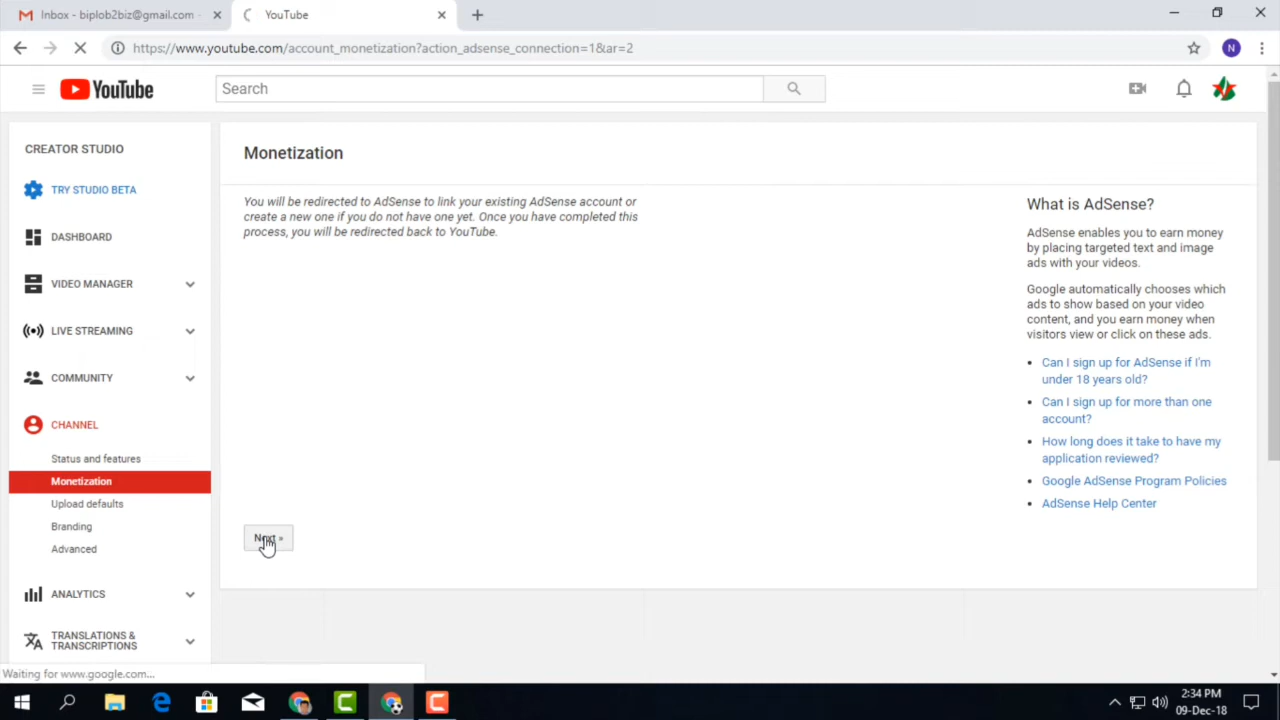 Inbox - biplob2biz@gmail.com -
YouTube
https://www.youtube.com/account_monetization?action_adsense_connection=1&ar=2
N
YouTube
Search
CREATOR STUDIO
TRY STUDIO BETA
DASHBOARD
VIDEO MANAGER
LIVE STREAMING
COMMUNITY
CHANNEL
Status and features
Monetization
Upload defaults
Branding
Advanced
ANALYTICS
TRANSLATIONS &
TRANSCRIPTIONS
Monetization
You will be redirected to AdSense to link your existing AdSense account or
create a new one if you do not have one yet. Once you have completed this
process, you will be redirected back to YouTube.
Next »
What is AdSense?
AdSense enables you to earn money
by placing targeted text and image
ads with your videos.
Google automatically chooses which
ads to show based on your video
content, and you earn money when
visitors view or click on these ads.
• Can I sign up for AdSense if I'm
under 18 years old?
• Can I sign up for more than one
account?
• How long does it take to have my
application reviewed?
• Google AdSense Program Policies
• AdSense Help Center
Waiting for www.google.com...
2:34 PM
09-Dec-18